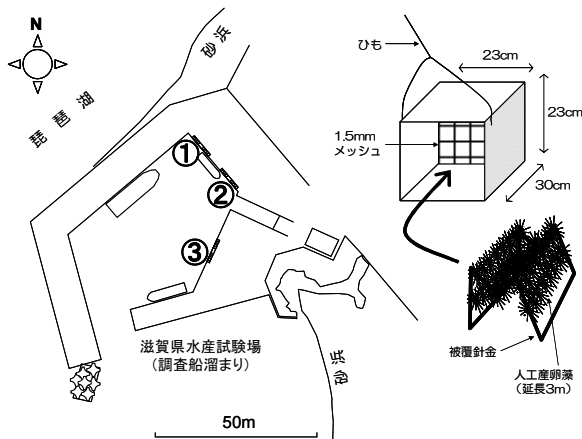 N
琵琶湖
砂浜
①
②
③
滋賀県水産試験場
（調査船溜まり）
砂浜
50m
ひも
23cm
23cm
1.5mm
メッシュ
30cm
被覆針金
人工産卵藻
（延長3m）